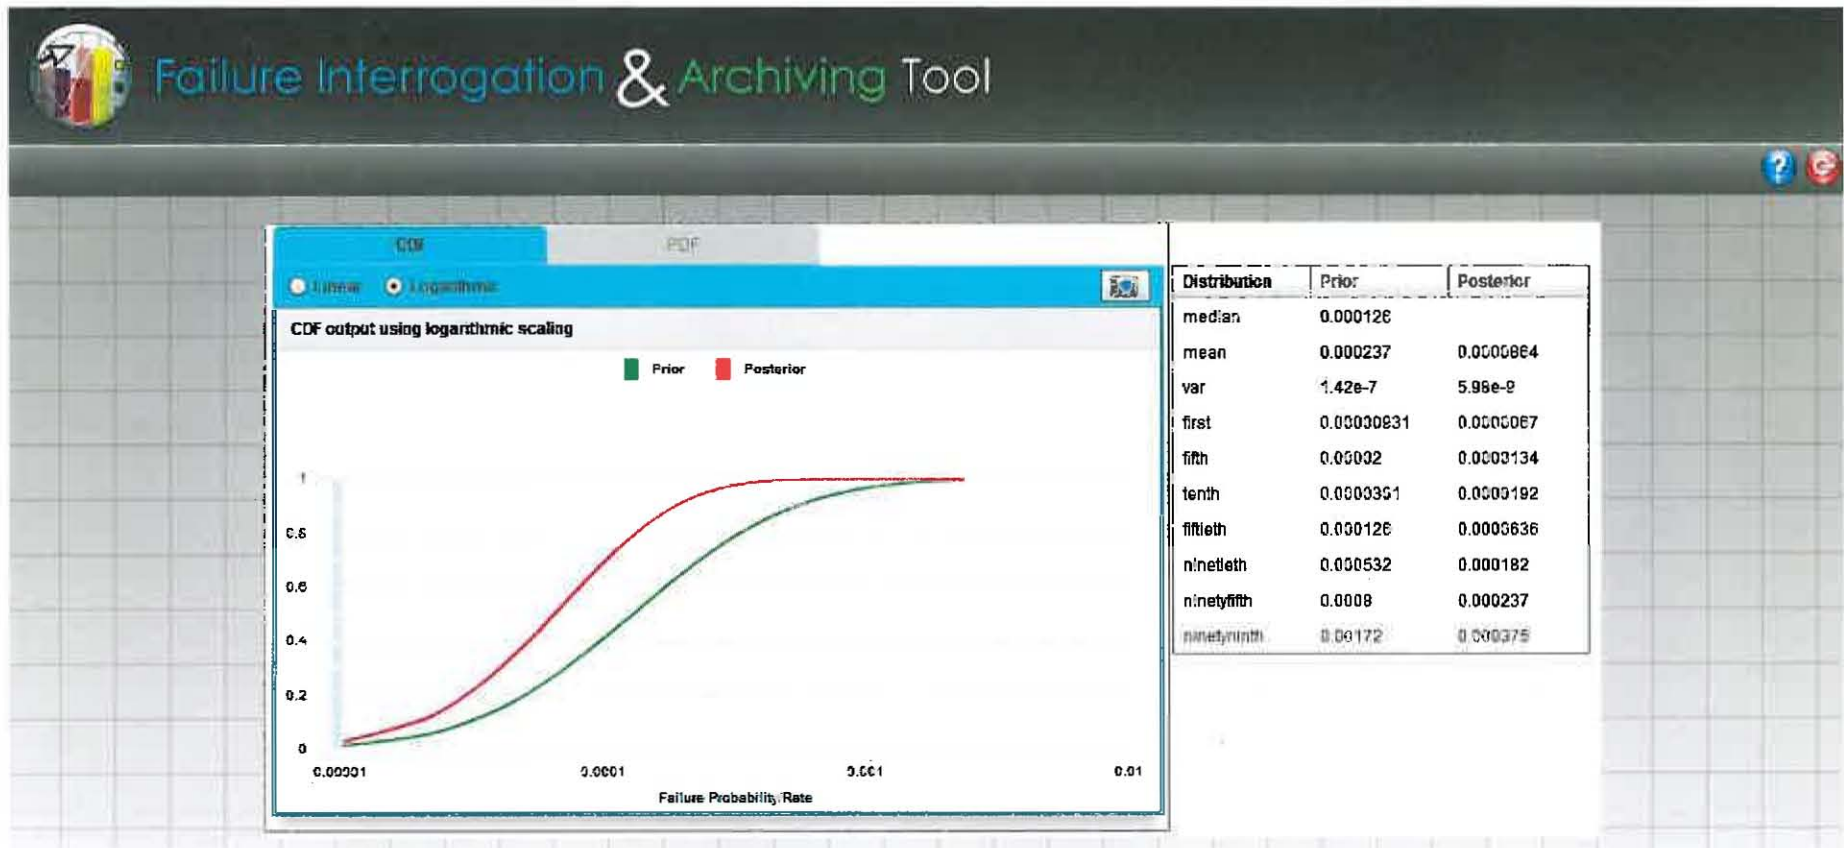 Failure Interrogation & Archiving Tool
CDF PDF
Linear Logarithmic
CDF output using logarithmic scaling
Prior Posterior
1
0.8
0.6
0.4
0.2
0
0.00001 0.0001 0.001 0.01
Failure Probability/Rate
Distribution Prior Posterior
median 0.000126
mean 0.000237 0.0000864
var 1.42e-7 5.98e-9
first 0.00000831 0.0000067
fifth 0.00002 0.0000134
tenth 0.0000301 0.0000192
fiftieth 0.000126 0.0000636
ninetieth 0.000532 0.000182
ninetyfifth 0.0008 0.000237
ninetyninth 0.00172 0.000375